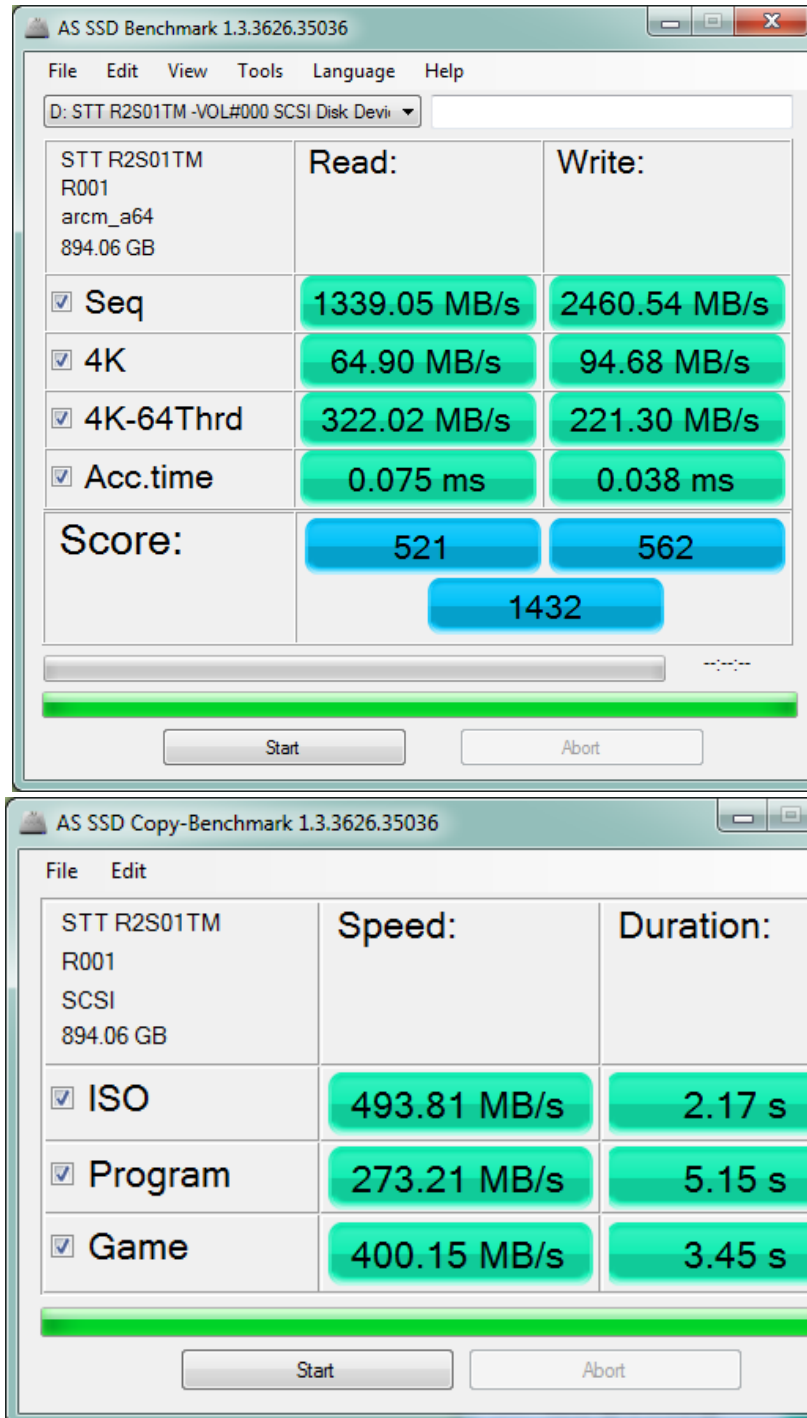 AS SSD Benchmark 1.3.3626.35036
File Edit View Tools Language Help
D: STT R2S01TM -VOL#000 SCSI Disk Devi
STT R2S01TM
R001
arcm_a64
894.06 GB
Read: Write:
Seq 1339.05 MB/s 2460.54 MB/s
4K 64.90 MB/s 94.68 MB/s
4K-64Thrd 322.02 MB/s 221.30 MB/s
Acc.time 0.075 ms 0.038 ms
Score: 521 562
1432
--:--:--
Start Abort
AS SSD Copy-Benchmark 1.3.3626.35036
File Edit
STT R2S01TM
R001
SCSI
894.06 GB
Speed: Duration:
ISO 493.81 MB/s 2.17 s
Program 273.21 MB/s 5.15 s
Game 400.15 MB/s 3.45 s
Start Abort